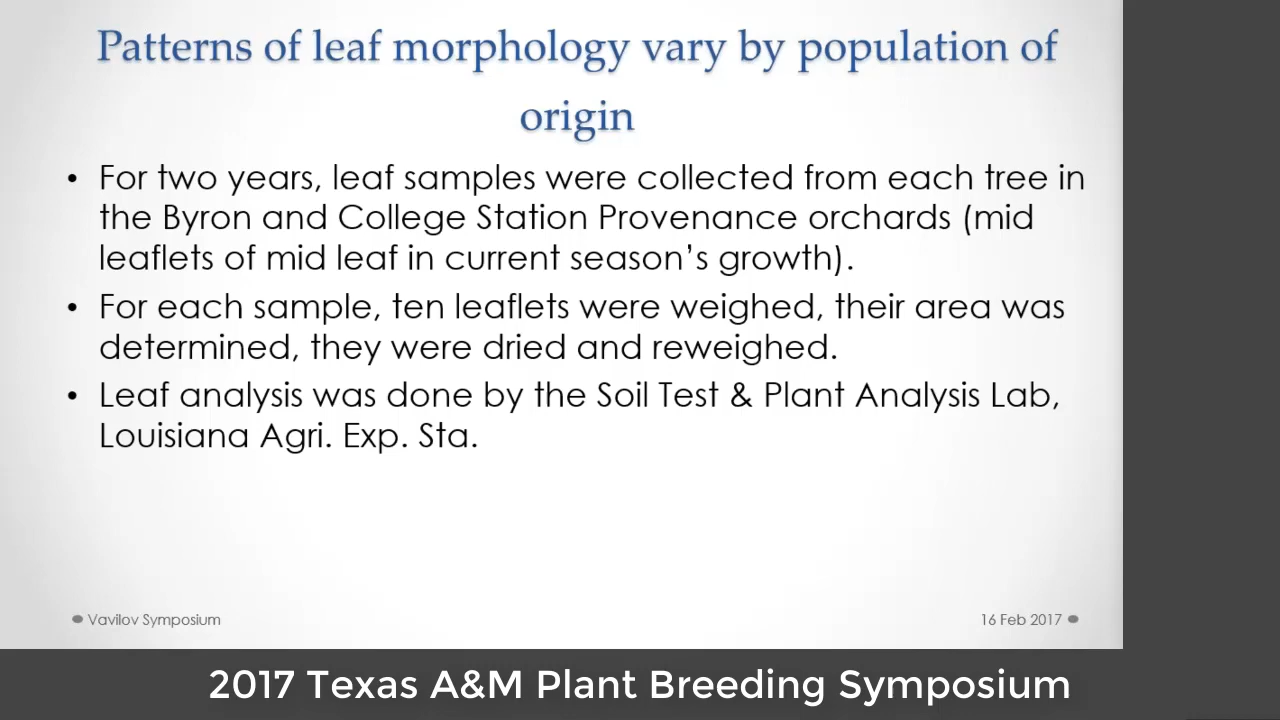 Patterns of leaf morphology vary by population of
origin
• For two years, leaf samples were collected from each tree in
the Byron and College Station Provenance orchards (mid
leaflets of mid leaf in current season’s growth).
• For each sample, ten leaflets were weighed, their area was
determined, they were dried and reweighed.
• Leaf analysis was done by the Soil Test & Plant Analysis Lab,
Louisiana Agri. Exp. Sta.
Vavilov Symposium
16 Feb 2017
2017 Texas A&M Plant Breeding Symposium